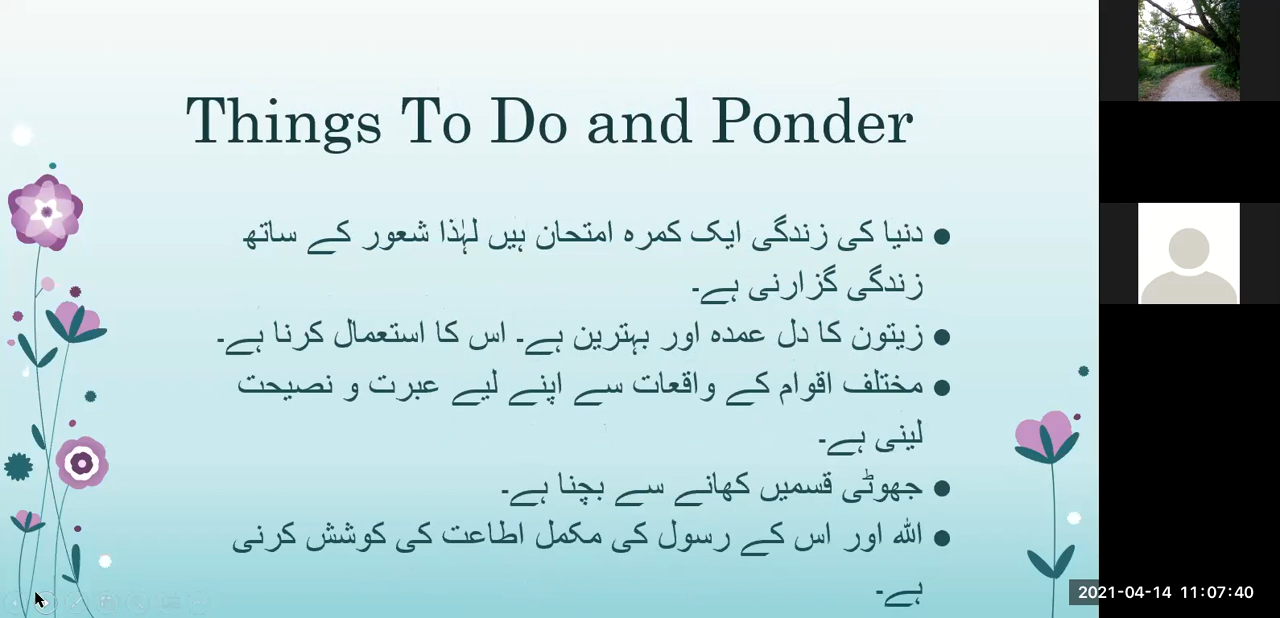 Things To Do and Ponder
دنیا کی زندگی ایک کمرہ امتحان ہیں لہٰذا شعور کے ساتھ
زندگی گزارنی ہے۔
زیتون کا دل عمدہ اور بہترین ہے۔ اس کا استعمال کرنا ہے۔
مختلف اقوام کے واقعات سے اپنے لیے عبرت و نصیحت
لینی ہے۔
جھوٹی قسمیں کھانے سے بچنا ہے۔
اللہ اور اس کے رسول کی مکمل اطاعت کی کوشش کرنی
ہے۔
2021-04-14 11:07:40